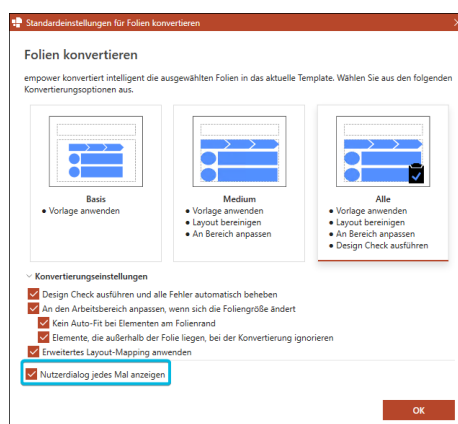 Standardeinstellungen für Folien konvertieren
Folien konvertieren
empower konvertiert intelligent die ausgewählten Folien in das aktuelle Template. Wählen Sie aus den folgenden
Konvertierungsoptionen aus.
Basis
• Vorlage anwenden
Medium
• Vorlage anwenden
• Layout bereinigen
• An Bereich anpassen
Alle
• Vorlage anwenden
• Layout bereinigen
• An Bereich anpassen
• Design Check ausführen
Konvertierungseinstellungen
Design Check ausführen und alle Fehler automatisch beheben
An den Arbeitsbereich anpassen, wenn sich die Foliengröße ändert
Kein Auto-Fit bei Elementen am Folienrand
Elemente, die außerhalb der Folie liegen, bei der Konvertierung ignorieren
Erweitertes Layout-Mapping anwenden
Nutzerdialog jedes Mal anzeigen
OK